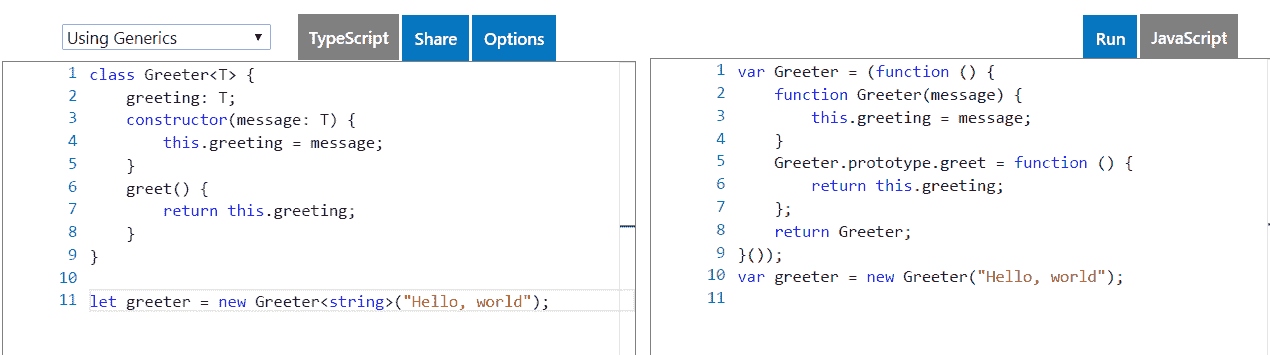 Using Generics
TypeScript
Share
Options
1 class Greeter<T> {
2     greeting: T;
3     constructor(message: T) {
4         this.greeting = message;
5     }
6     greet() {
7         return this.greeting;
8     }
9 }
10
11 let greeter = new Greeter<string>("Hello, world");
Run
JavaScript
1 var Greeter = (function () {
2     function Greeter(message) {
3         this.greeting = message;
4     }
5     Greeter.prototype.greet = function () {
6         return this.greeting;
7     };
8     return Greeter;
9 }());
10 var greeter = new Greeter("Hello, world");
11